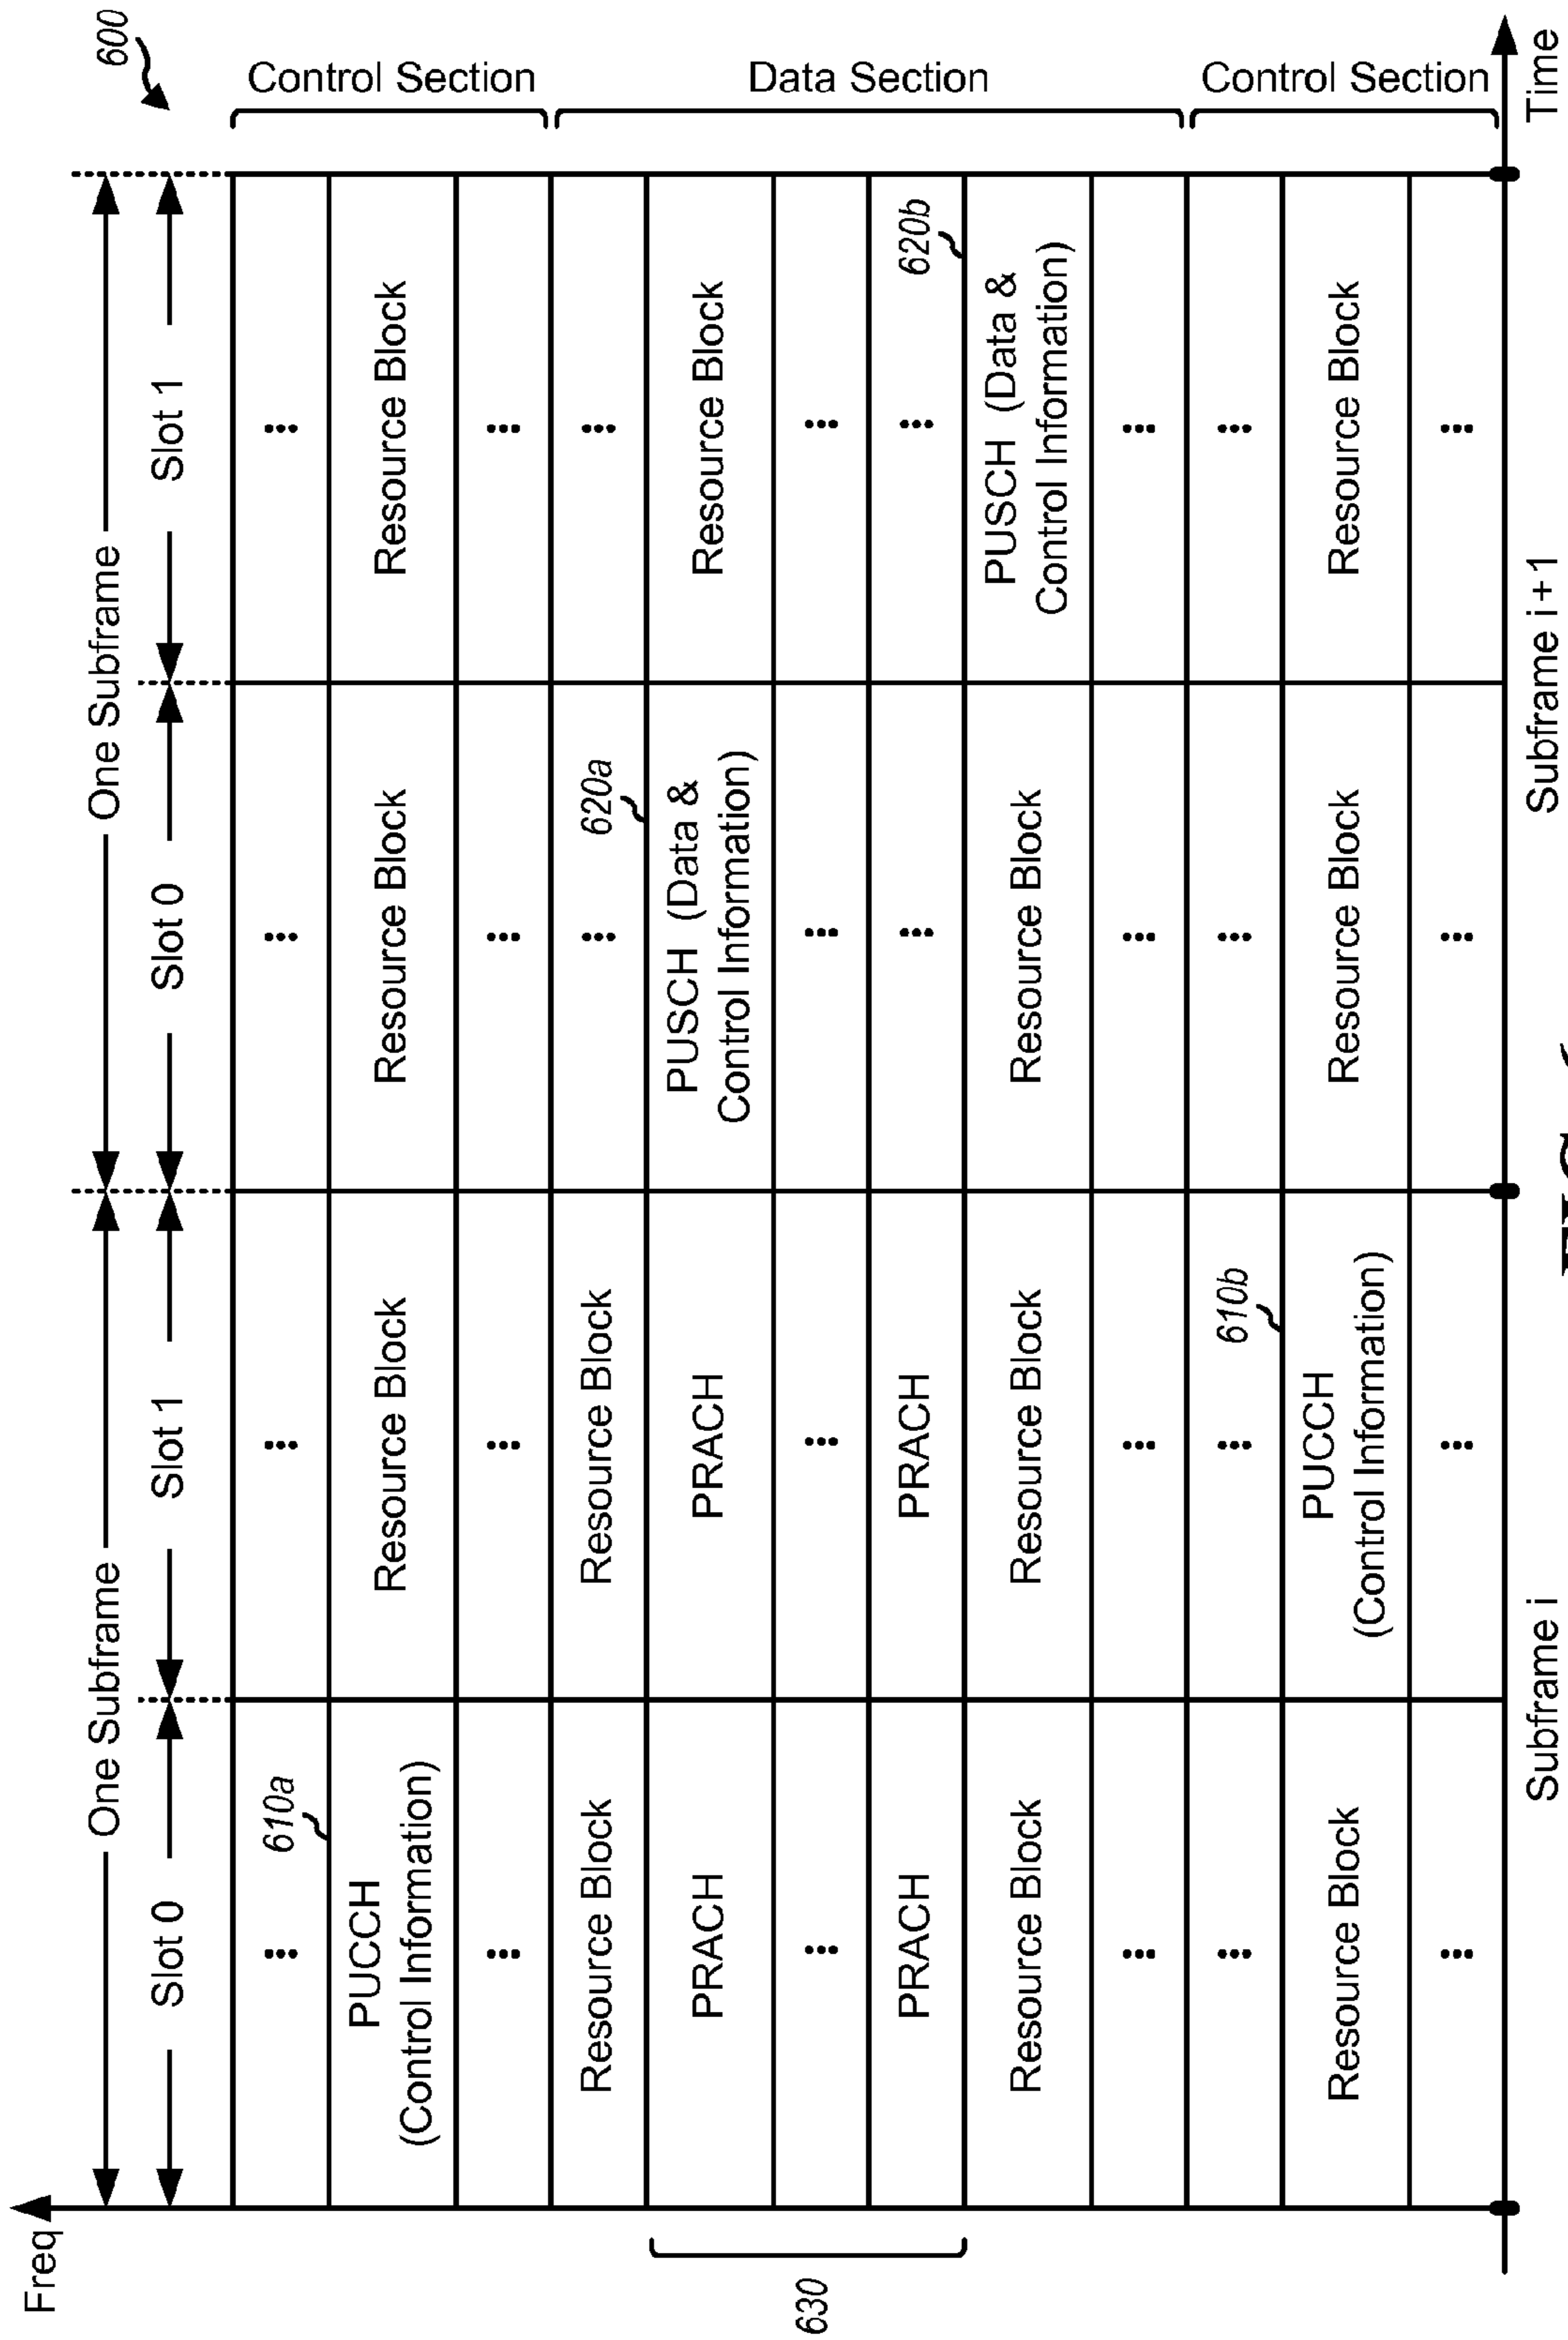 600
Freq
One Subframe
One Subframe
Slot 0
Slot 1
Slot 0
Slot 1
Control Section
Data Section
Control Section
...
610a
...
...
...
PUCCH
(Control Information)
Resource Block
Resource Block
Resource Block
...
...
...
...
Resource Block
Resource Block
...
620a
...
630
PRACH
PRACH
PUSCH (Data &
Control Information)
Resource Block
...
...
...
...
PRACH
PRACH
...
...
620b
Resource Block
Resource Block
Resource Block
PUSCH (Data &
Control Information)
...
...
...
...
...
...
610b
...
...
Resource Block
PUCCH
(Control Information)
Resource Block
Resource Block
...
...
...
...
Time
Subframe i
Subframe i+1